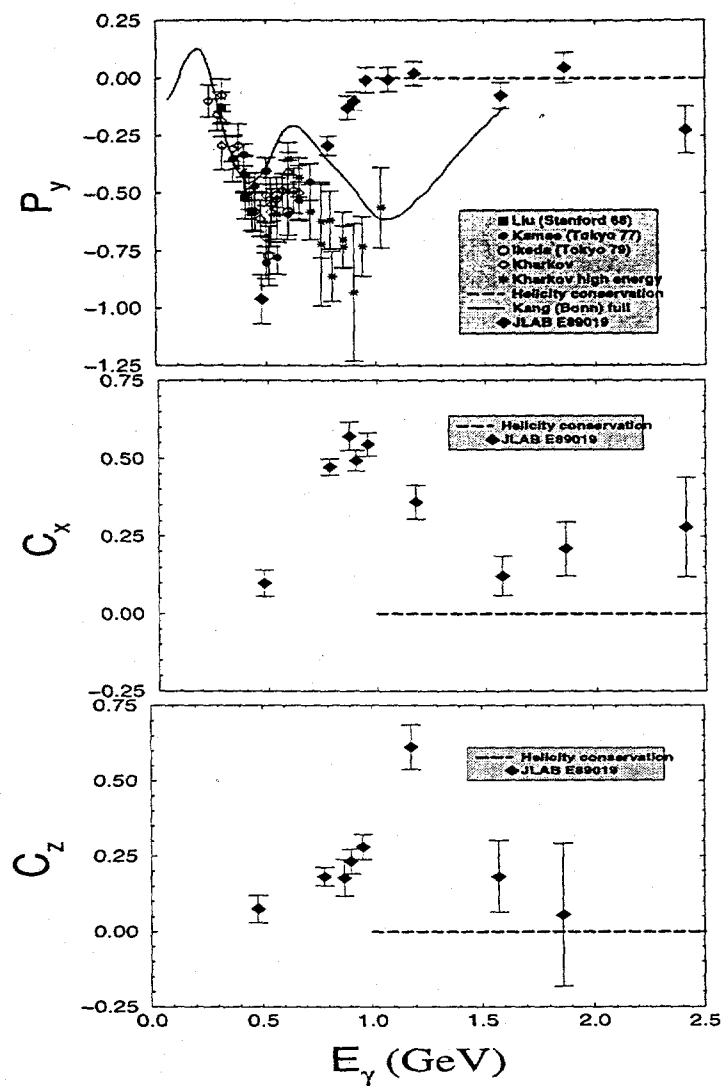 0.25
0.00
−0.25
−0.50
−0.75
−1.00
−1.25
P_y
Liu (Stanford 68)
Kamae (Tokyo 77)
Ikeda (Tokyo 79)
Kharkov
Kharkov high energy
Helicity conservation
Kang (Bonn) full
JLAB E89019
0.75
0.50
0.25
0.00
−0.25
C_x
Helicity conservation
JLAB E89019
0.75
0.50
0.25
0.00
−0.25
C_z
Helicity conservation
JLAB E89019
0.0 0.5 1.0 1.5 2.0 2.5
E_γ (GeV)